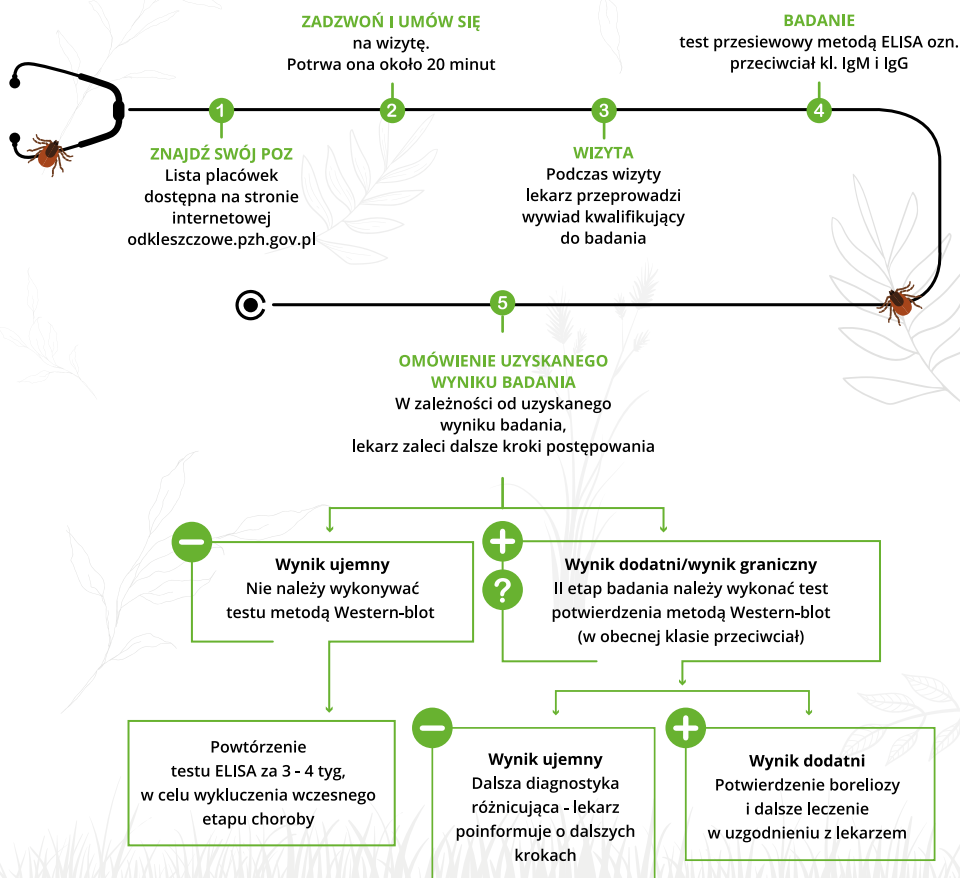 1
ZNAJDŹ SWÓJ POZ
Lista placówek
dostępna na stronie
internetowej
odkleszczowe.pzh.gov.pl
ZADZWOŃ I UMÓW SIĘ
na wizytę.
Potrwa ona około 20 minut
2
3
WIZYTA
Podczas wizyty
lekarz przeprowadzi
wywiad kwalifikujący
do badania
BADANIE
test przesiewowy metodą ELISA ozn.
przeciwciał kl. IgM i IgG
4
5
OMÓWIENIE UZYSKANEGO
WYNIKU BADANIA
W zależności od uzyskanego
wyniku badania,
lekarz zaleci dalsze kroki postępowania
−
Wynik ujemny
Nie należy wykonywać
testu metodą Western-blot
+
?
Wynik dodatni/wynik graniczny
II etap badania należy wykonać test
potwierdzenia metodą Western-blot
(w obecnej klasie przeciwciał)
Powtórzenie
testu ELISA za 3 - 4 tyg,
w celu wykluczenia wczesnego
etapu choroby
−
Wynik ujemny
Dalsza diagnostyka
różnicująca - lekarz
poinformuje o dalszych
krokach
+
Wynik dodatni
Potwierdzenie boreliozy
i dalsze leczenie
w uzgodnieniu z lekarzem